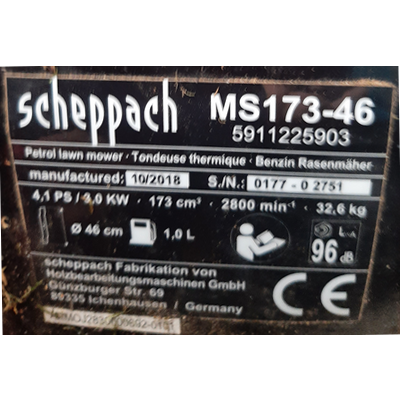 scheppach MS173-46
5911225903
Petrol lawn mower · Tondeuse thermique · Benzin Rasenmäher
manufactured: 10/2018 S./N.: 0177 - 0 2751
4,1 PS / 3,0 KW · 173 cm³ · 2800 min⁻¹ · 32,6 kg
Ø 46 cm 1,0 L
96 dB
scheppach Fabrikation von
Holzbearbeitungsmaschinen GmbH
Günzburger Str. 69
89335 Ichenhausen / Germany
CE